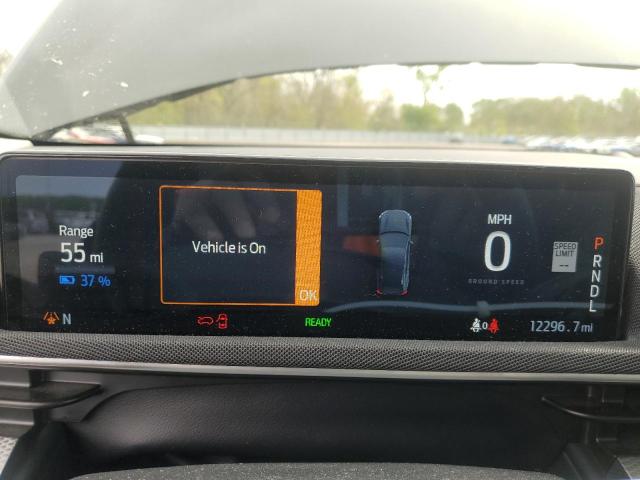 Range
55 mi
37 %
N
Vehicle is On
OK
READY
MPH
0
GROUND SPEED
SPEED
LIMIT
--
P
R
N
D
L
0
12296.7 mi